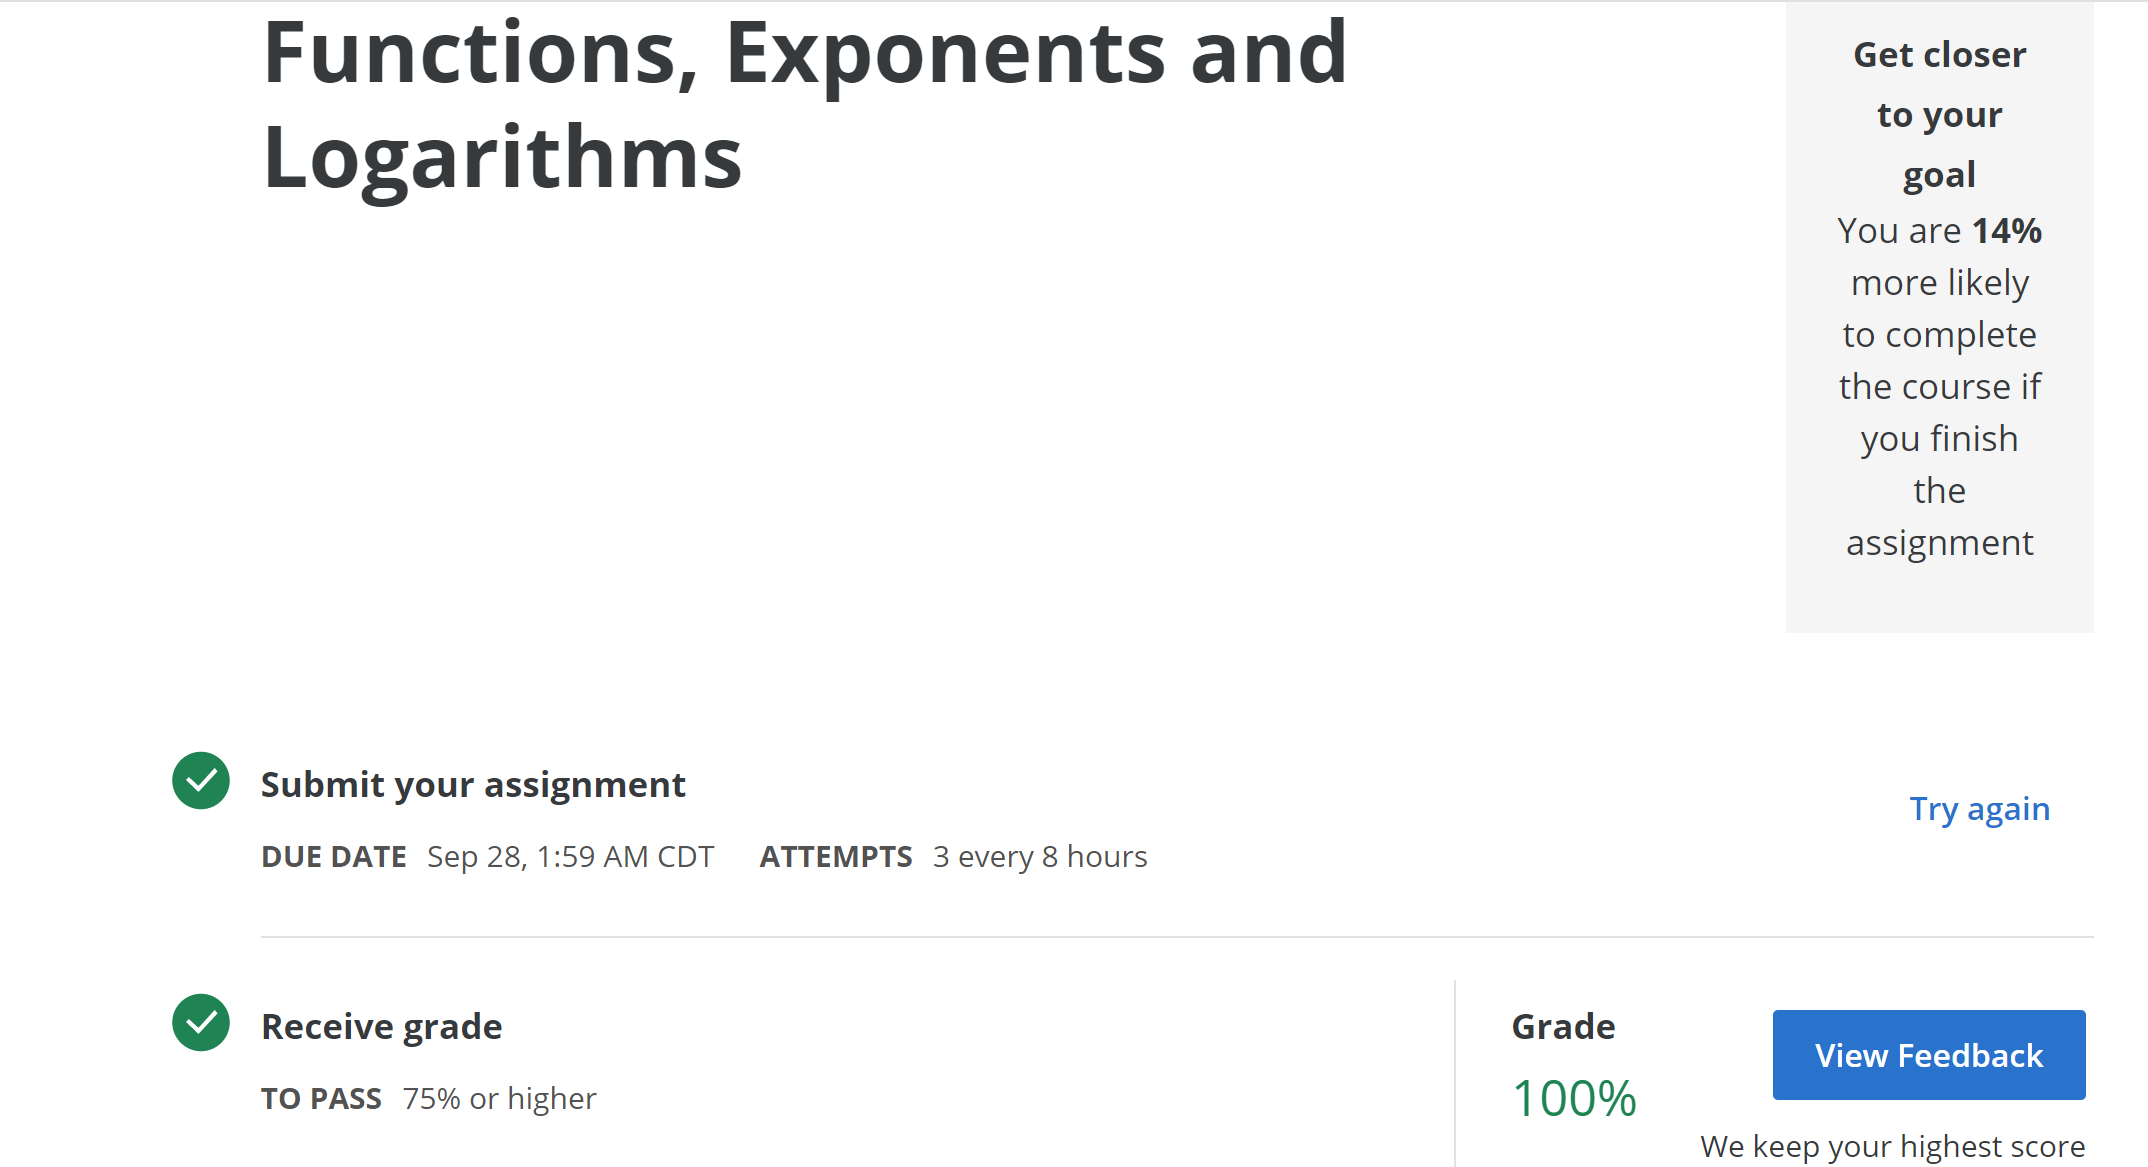 Functions, Exponents and
Logarithms
Get closer
to your
goal
You are 14%
more likely
to complete
the course if
you finish
the
assignment
Submit your assignment
Try again
DUE DATE Sep 28, 1:59 AM CDT ATTEMPTS 3 every 8 hours
Receive grade
TO PASS 75% or higher
Grade
100%
View Feedback
We keep your highest score